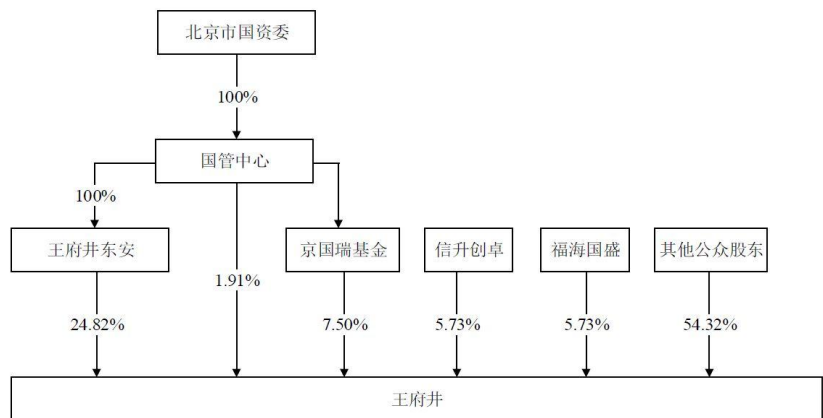 北京市国资委
100%
国管中心
100%
王府井东安
京国瑞基金
信升创卓
福海国盛
其他公众股东
1.91%
24.82%
7.50%
5.73%
5.73%
54.32%
王府井